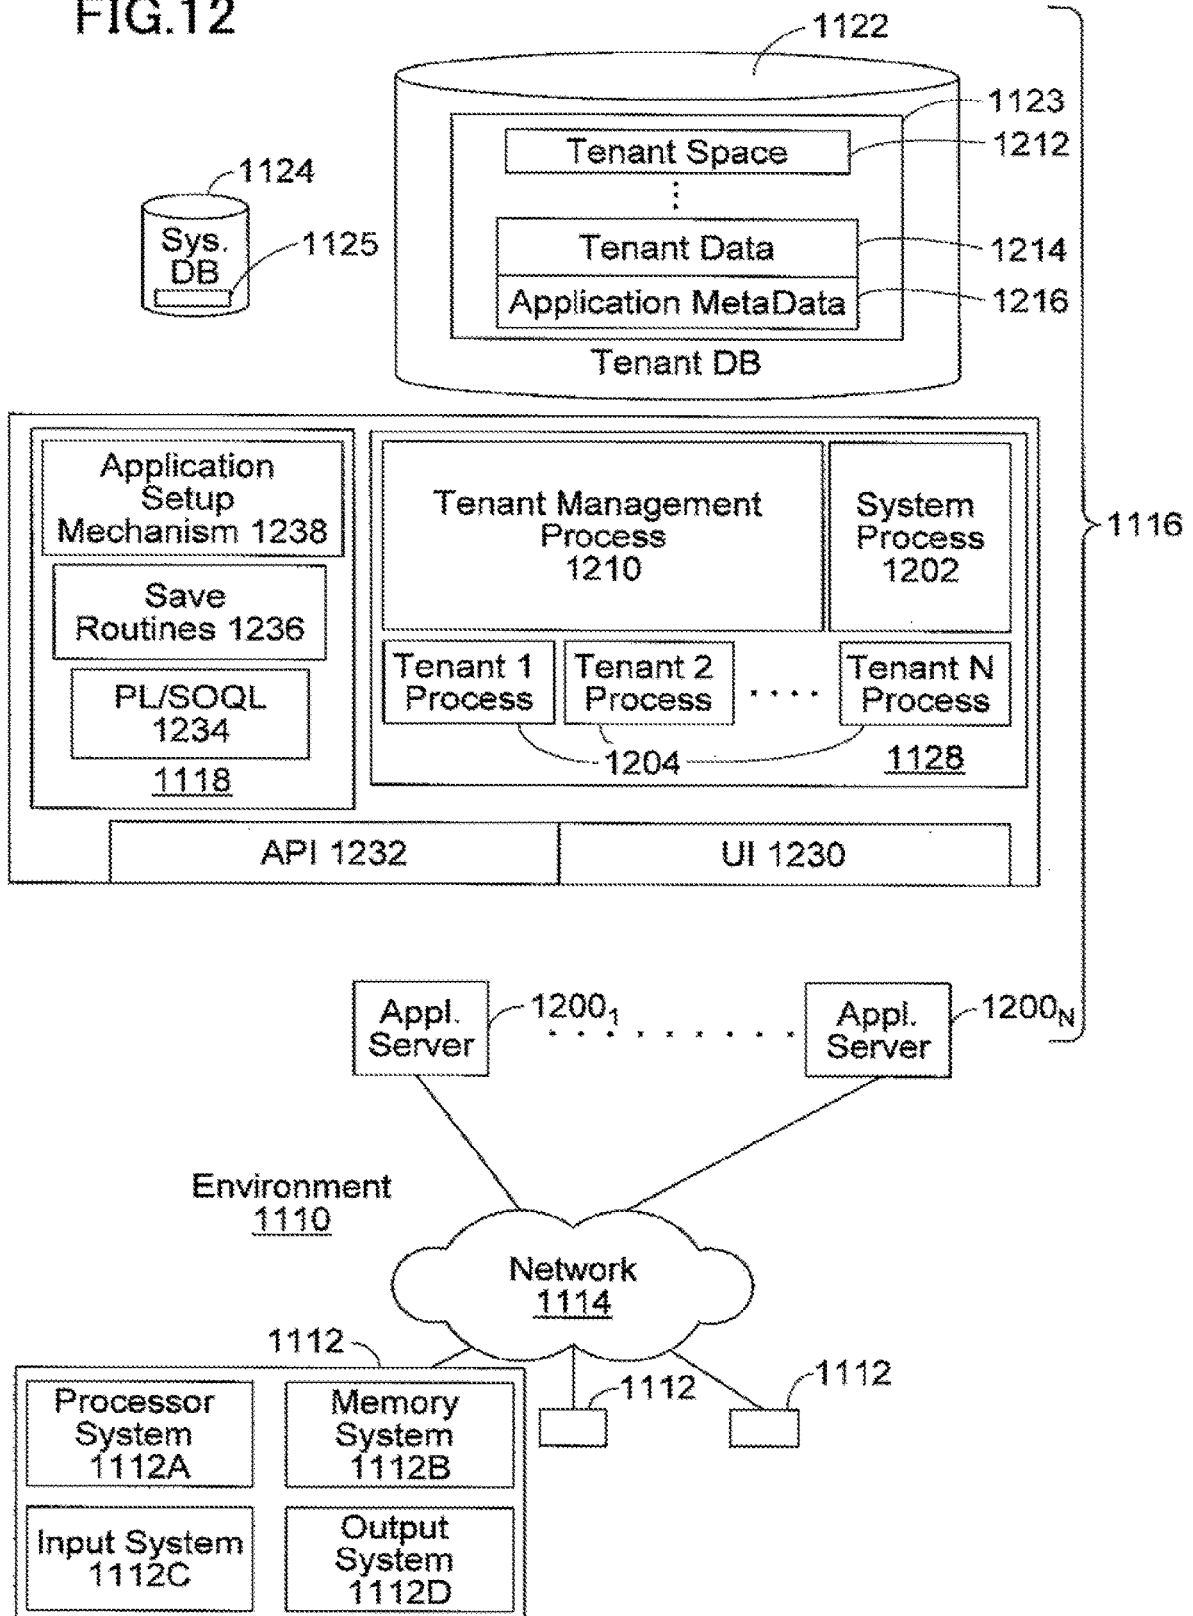 FIG.12
1122
1123
Tenant Space
1212
1124
Sys.
DB
1125
Tenant Data
1214
Application MetaData
1216
Tenant DB
Application
Setup
Mechanism 1238
Tenant Management
Process
1210
System
Process
1202
1116
Save
Routines 1236
Tenant 1
Process
Tenant 2
Process
Tenant N
Process
PL/SOQL
1234
1204
1128
1118
API 1232
UI 1230
Appl.
Server
1200₁
Appl.
Server
1200N
Environment
1110
Network
1114
1112
1112
1112
Processor
System
1112A
Memory
System
1112B
Input System
1112C
Output
System
1112D